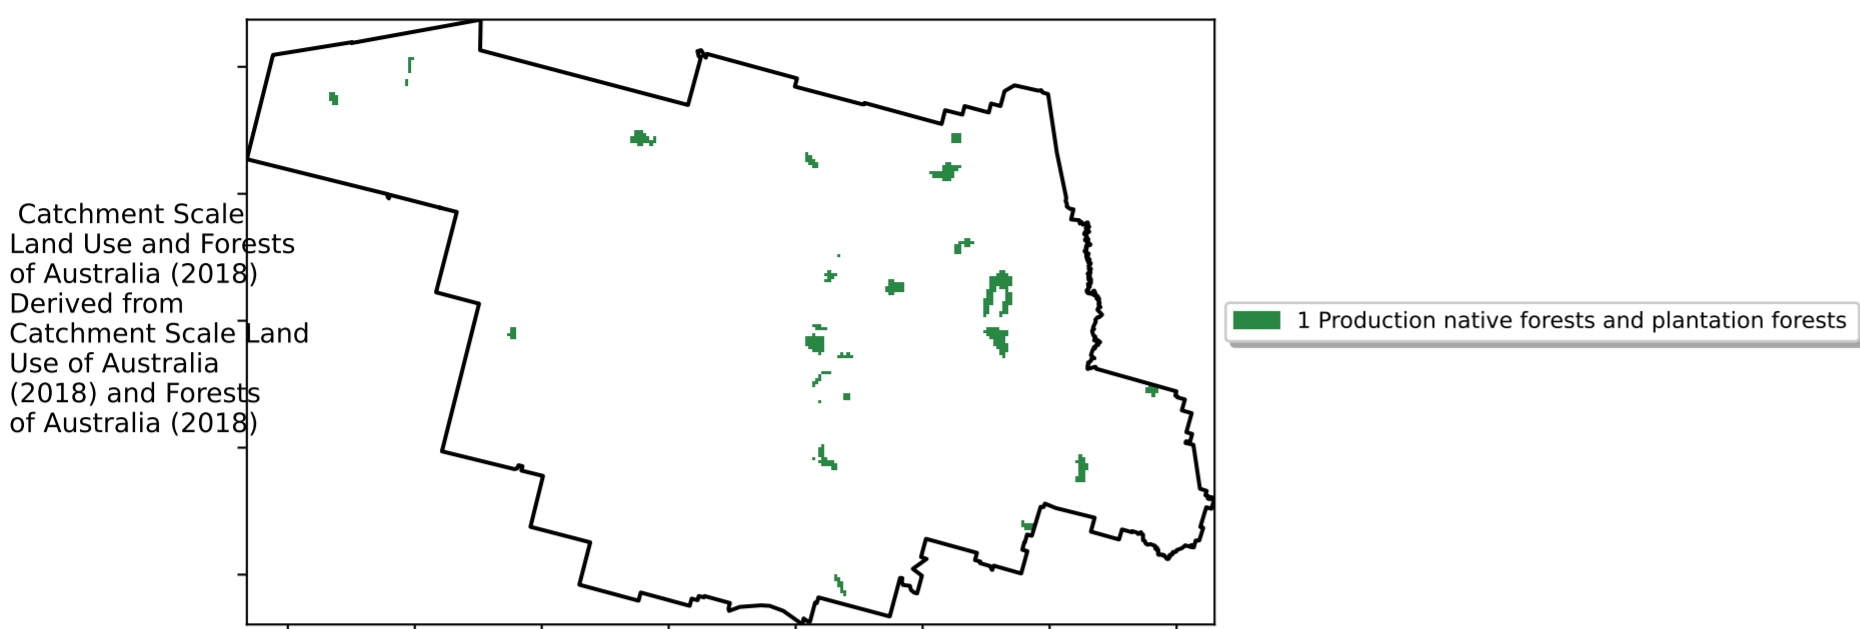 Catchment Scale
Land Use and Forests
of Australia (2018)
Derived from
Catchment Scale Land
Use of Australia
(2018) and Forests
of Australia (2018)
1 Production native forests and plantation forests